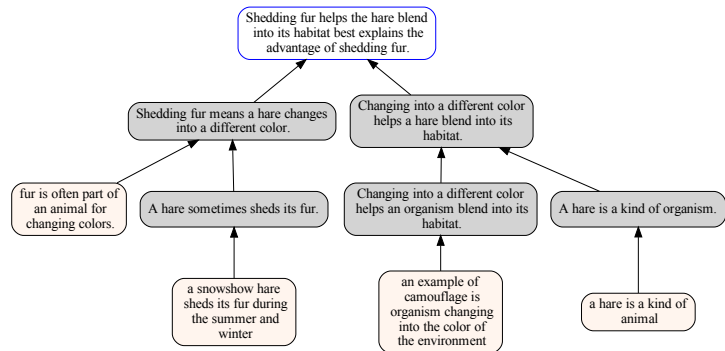 Shedding fur helps the hare blend
into its habitat best explains the
advantage of shedding fur.
Shedding fur means a hare changes
into a different color.
Changing into a different color
helps a hare blend into its
habitat.
fur is often part of
an animal for
changing colors.
A hare sometimes sheds its fur.
Changing into a different color
helps an organism blend into its
habitat.
A hare is a kind of organism.
a snowshow hare
sheds its fur during
the summer and
winter
an example of
camouflage is
organism changing
into the color of
the environment
a hare is a kind of
animal